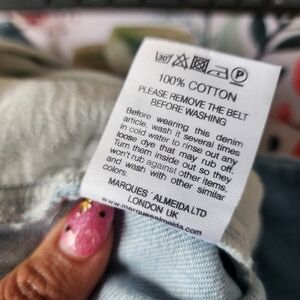 30°
P
100% COTTON
PLEASE REMOVE THE BELT
BEFORE WASHING
Before wearing this denim
article, wash it several times
in cold water to rinse out any
loose dye that may rub off.
Turn them inside out so they
won't rub against other items,
and wash with other similar
colors.
MARQUES - ALMEIDA LTD
LONDON UK
www.marquesalmeida.com